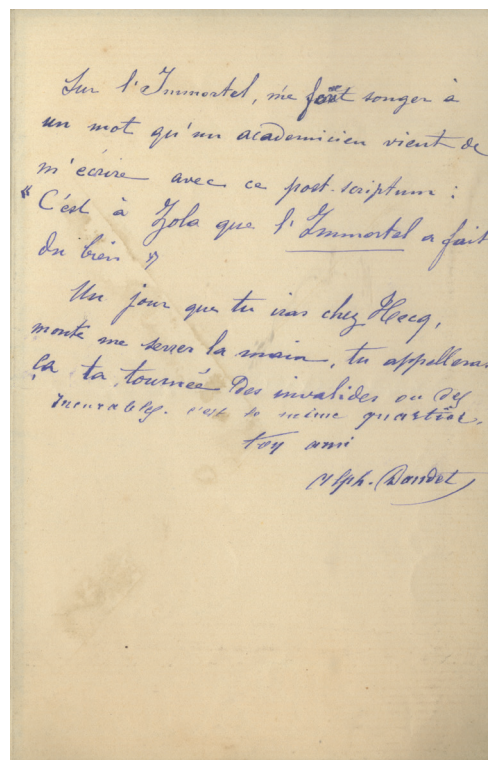 Sur l'Immortel, me font songer à
un mot qu'un academicien vient de
m'écrire avec ce post-scriptum :
"C'est à Zola que l'Immortel a fait
du bien"
Un jour que tu iras chez Hecq,
monte me serrer la main, tu appelleras
ça ta tournée des invalides ou des
Incurables. c'est le même quartier.
ton ami
Alph. Daudet